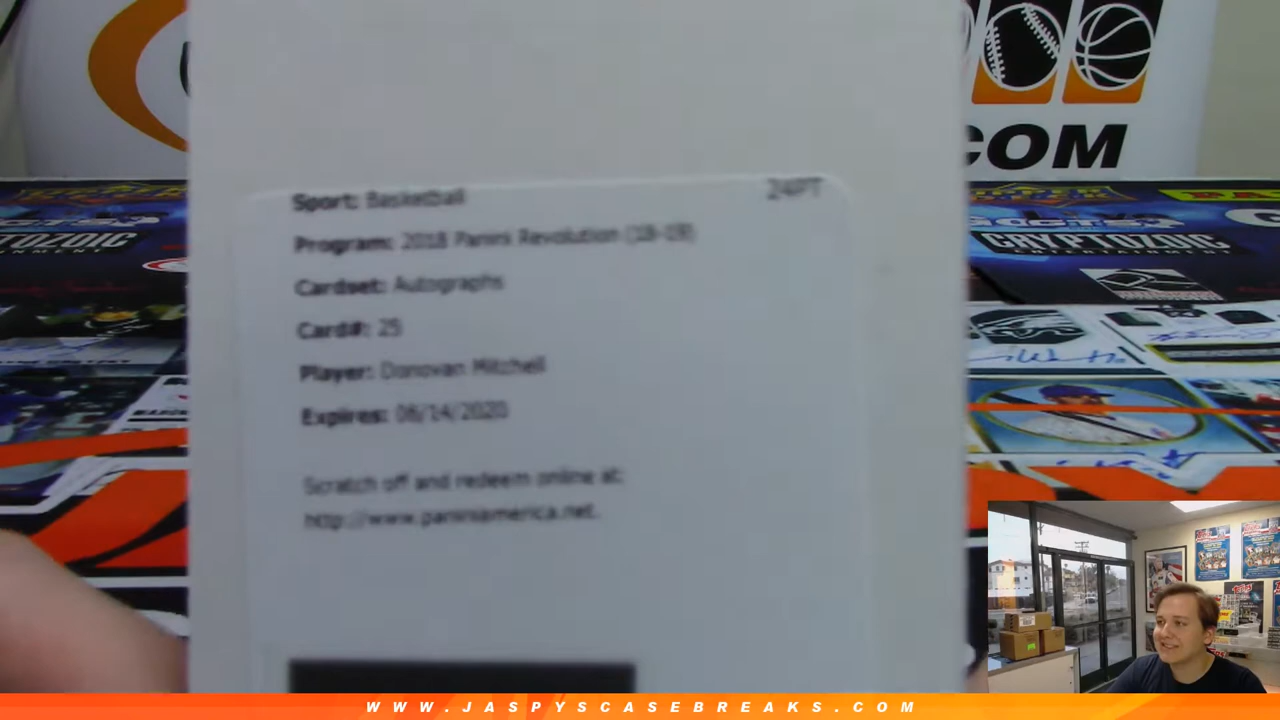 COM
Sport: Basketball
24PT
Program: 2018 Panini Revolution (18-19)
Cardset: Autographs
Card#: 25
Player: Donovan Mitchell
Expires: 08/14/2020
Scratch off and redeem online at:
http://www.paniniamerica.net.
CRYPTOZOIC
ENTERTAINMENT
WWW.JASPYSCASEBREAKS.COM